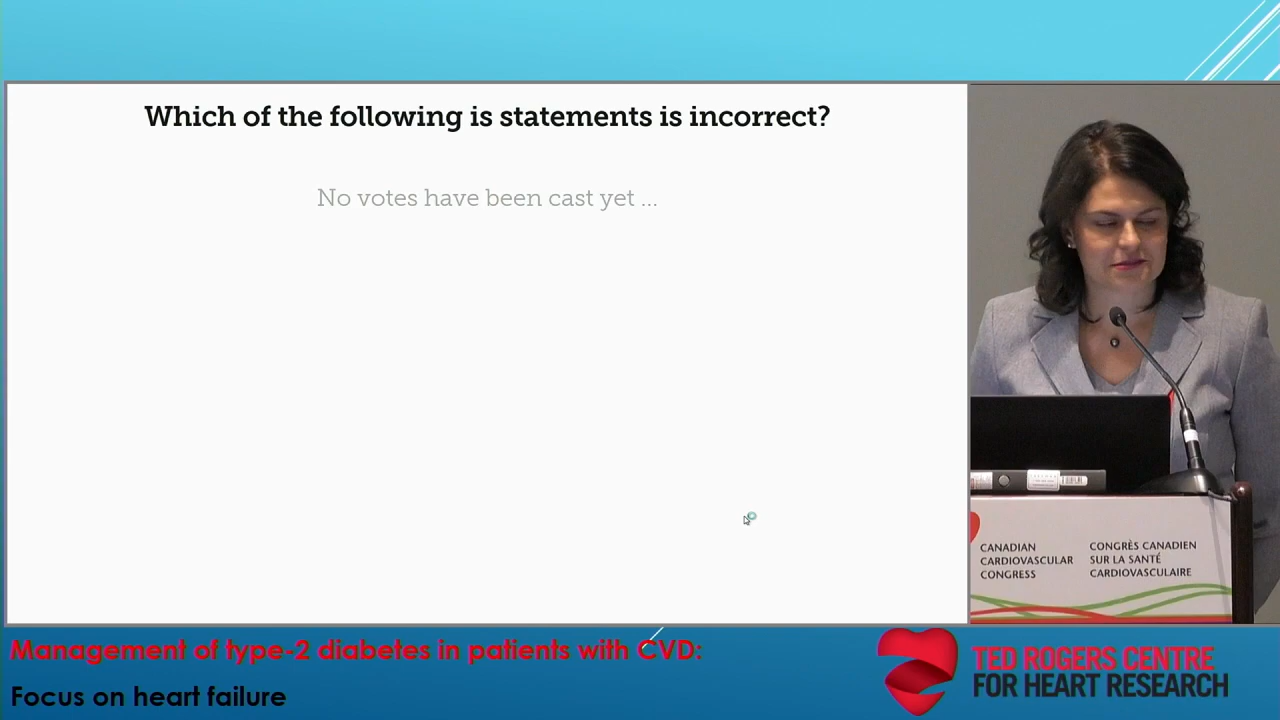 Which of the following is statements is incorrect?
No votes have been cast yet ...
CANADIAN
CARDIOVASCULAR
CONGRESS
CONGRÈS CANADIEN
SUR LA SANTÉ
CARDIOVASCULAIRE
Management of type-2 diabetes in patients with CVD:
Focus on heart failure
TED ROGERS CENTRE
FOR HEART RESEARCH